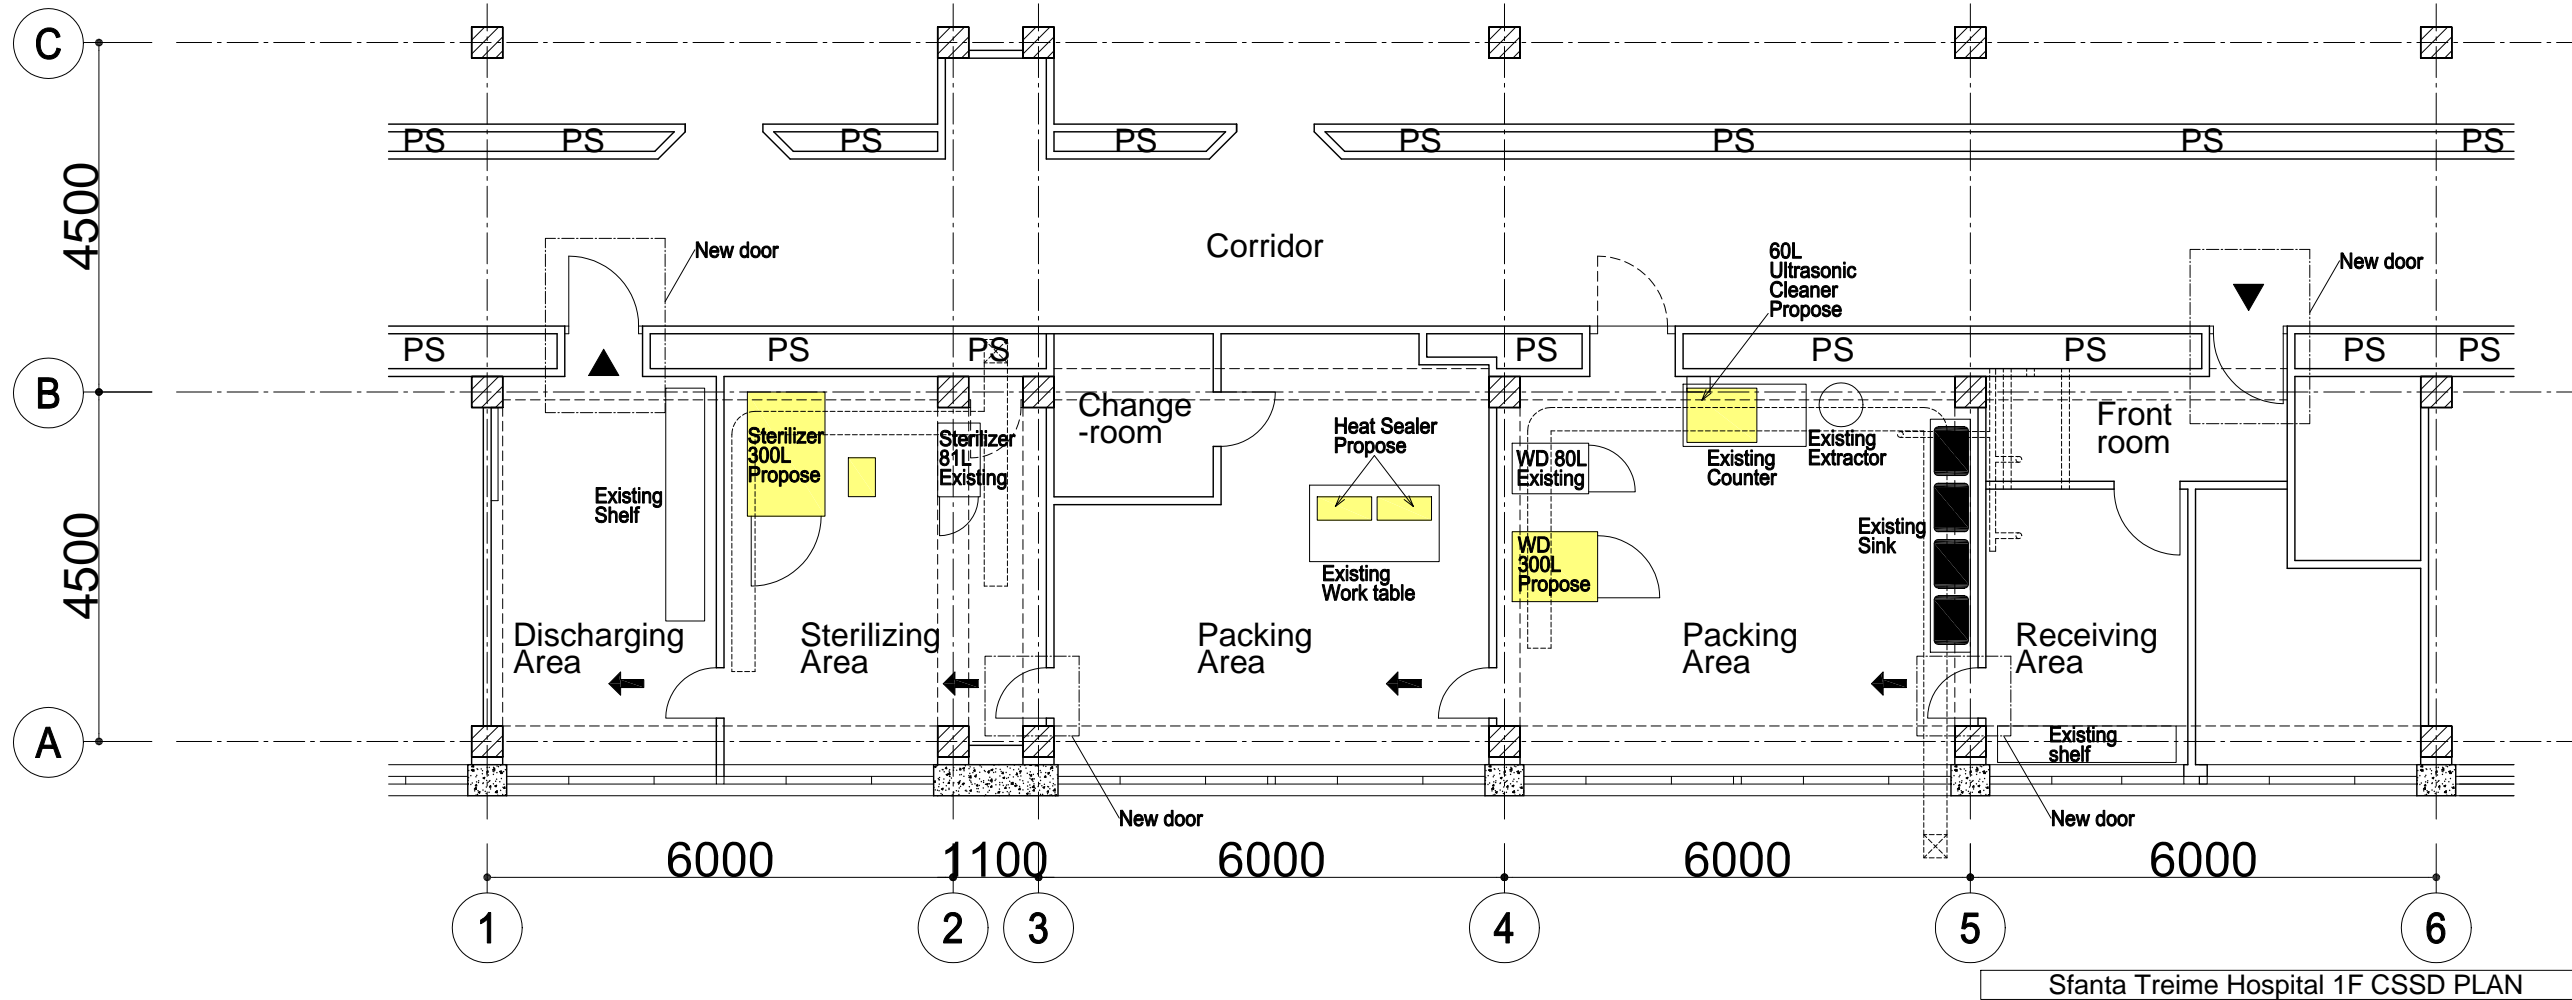 C
PS
PS
PS
PS
PS
PS
PS
PS
4500
New door
Corridor
60L
Ultrasonic
Cleaner
Propose
New door
PS
PS
PS
PS
PS
PS
PS
PS
B
Change
-room
Front
room
Sterilizer
300L
Propose
Sterilizer
81L
Existing
Heat Sealer
Propose
WD 80L
Existing
Existing
Counter
Existing
Extractor
Existing
Shelf
4500
Existing
Work table
WD
300L
Propose
Existing
Sink
Discharging
Area
Sterilizing
Area
Packing
Area
Packing
Area
Receiving
Area
A
Existing
shelf
New door
New door
6000
1100
6000
6000
6000
1
2
3
4
5
6
Sfanta Treime Hospital 1F CSSD PLAN